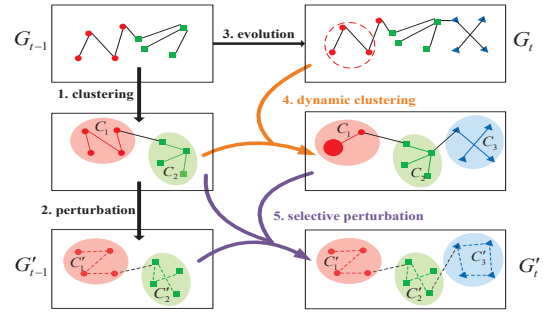 G_{t-1}
3. evolution
G_t
1. clustering
4. dynamic clustering
C_1
C_2
C_1
C_2
C_3
2. perturbation
5. selective perturbation
G'_{t-1}
C'_1
C'_2
C'_1
C'_2
C'_3
G'_t